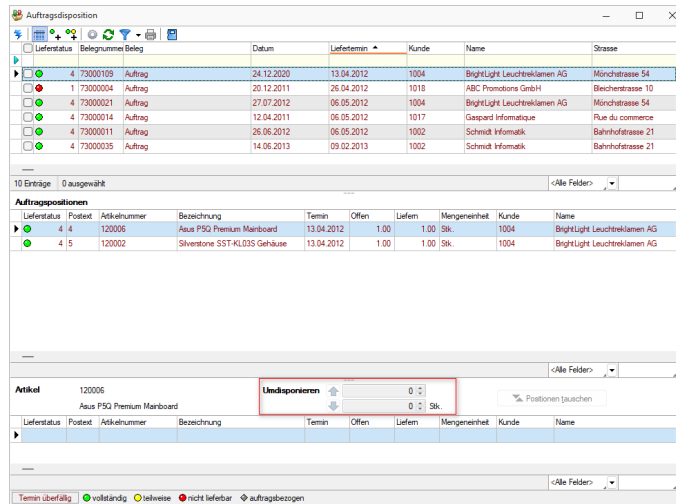 Auftragsdisposition
Lieferstatus Belegnummer Beleg Datum Liefertermin Kunde Name Strasse
4 73000109 Auftrag 24.12.2020 13.04.2012 1004 BrightLight Leuchtreklamen AG Mönchstrasse 54
1 73000004 Auftrag 20.12.2011 26.04.2012 1018 ABC Promotions GmbH Bleicherstrasse 10
4 73000021 Auftrag 27.07.2012 06.05.2012 1004 BrightLight Leuchtreklamen AG Mönchstrasse 54
4 73000014 Auftrag 12.04.2011 06.05.2012 1017 Gaspard Informatique Rue du commerce
4 73000011 Auftrag 26.06.2012 06.05.2012 1002 Schmidt Informatik Bahnhofstrasse 21
4 73000035 Auftrag 14.06.2013 09.02.2013 1002 Schmidt Informatik Bahnhofstrasse 21
10 Einträge 0 ausgewählt <Alle Felder>
Auftragspositionen
Lieferstatus Postext Artikelnummer Bezeichnung Termin Offen Liefern Mengeneinheit Kunde Name
4 4 120006 Asus P5Q Premium Mainboard 13.04.2012 1.00 1.00 Stk. 1004 BrightLight Leuchtreklamen AG
4 5 120002 Silverstone SST-KL03S Gehäuse 13.04.2012 1.00 1.00 Stk. 1004 BrightLight Leuchtreklamen AG
<Alle Felder>
Artikel 120006 Umdisponieren 0
Asus P5Q Premium Mainboard 0 Stk. Positionen tauschen
Lieferstatus Postext Artikelnummer Bezeichnung Termin Offen Liefern Mengeneinheit Kunde Name
<Alle Felder>
Termin überfällig vollständig teilweise nicht lieferbar auftragsbezogen